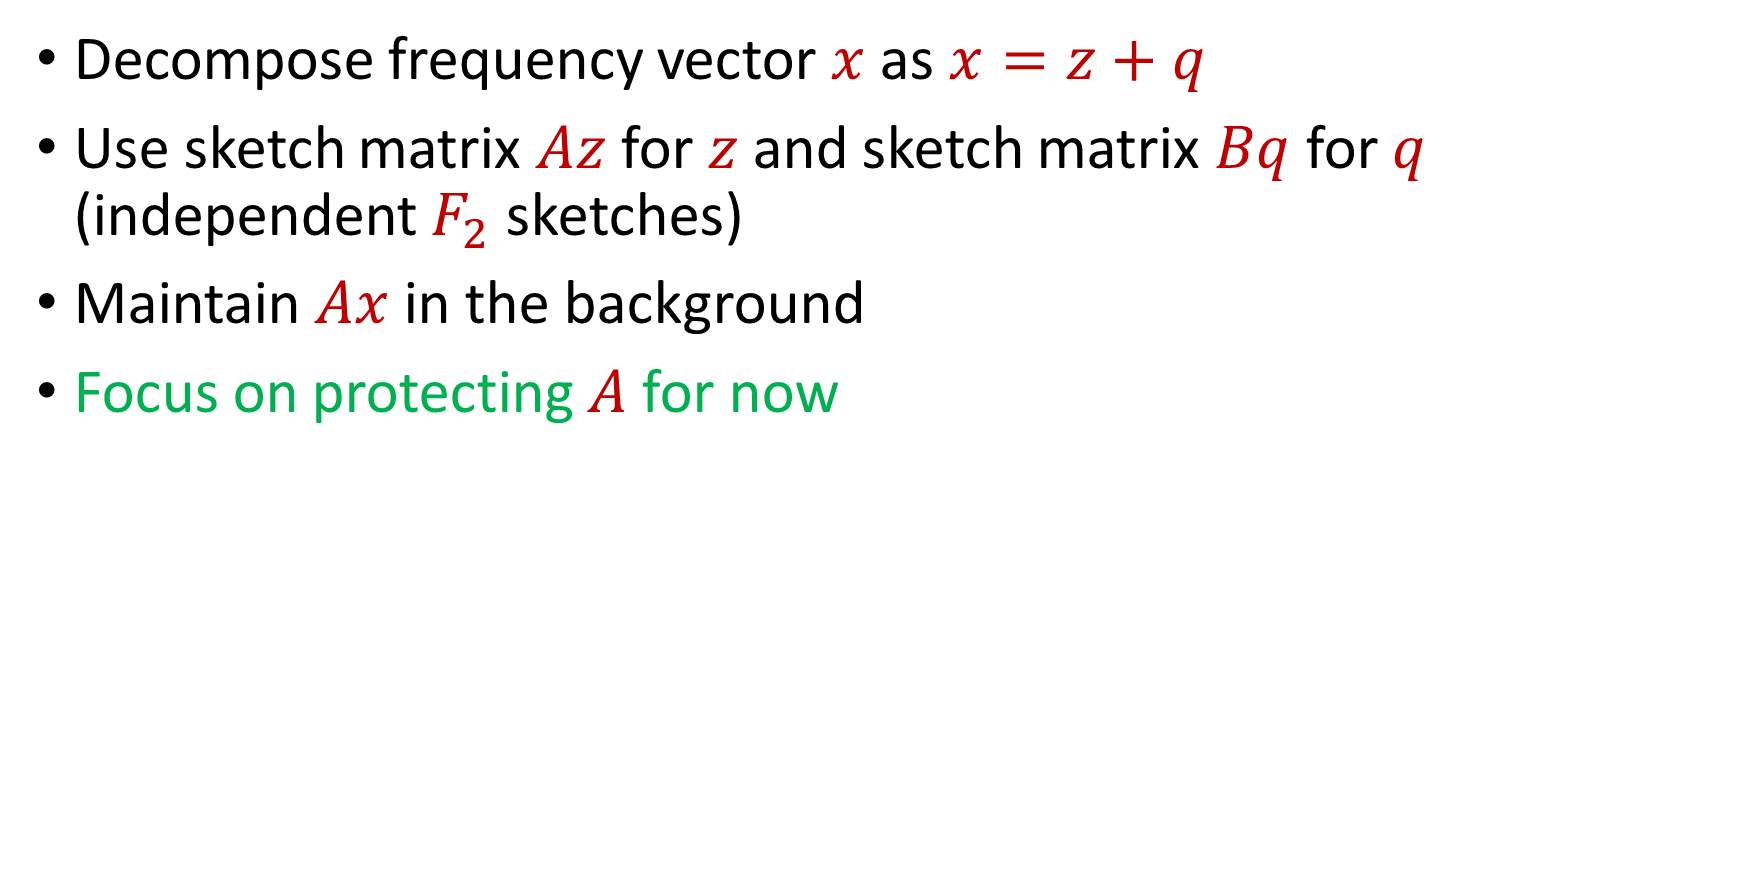 • Decompose frequency vector x as x = z + q
• Use sketch matrix Az for z and sketch matrix Bq for q
(independent F₂ sketches)
• Maintain Ax in the background
• Focus on protecting A for now